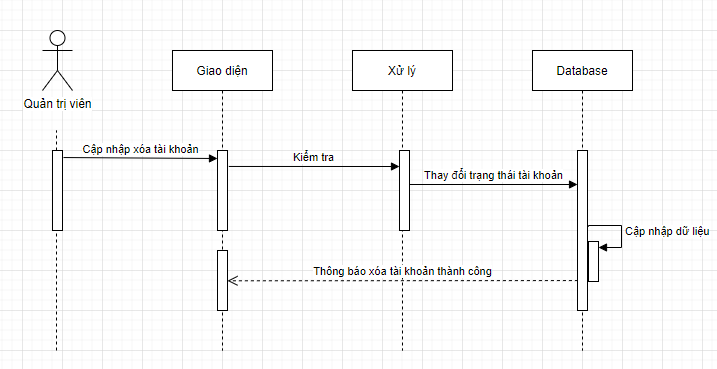 Quản trị viên
Giao diện
Xử lý
Database
Cập nhập xóa tài khoản
Kiểm tra
Thay đổi trạng thái tài khoản
Cập nhập dữ liệu
Thông báo xóa tài khoản thành công